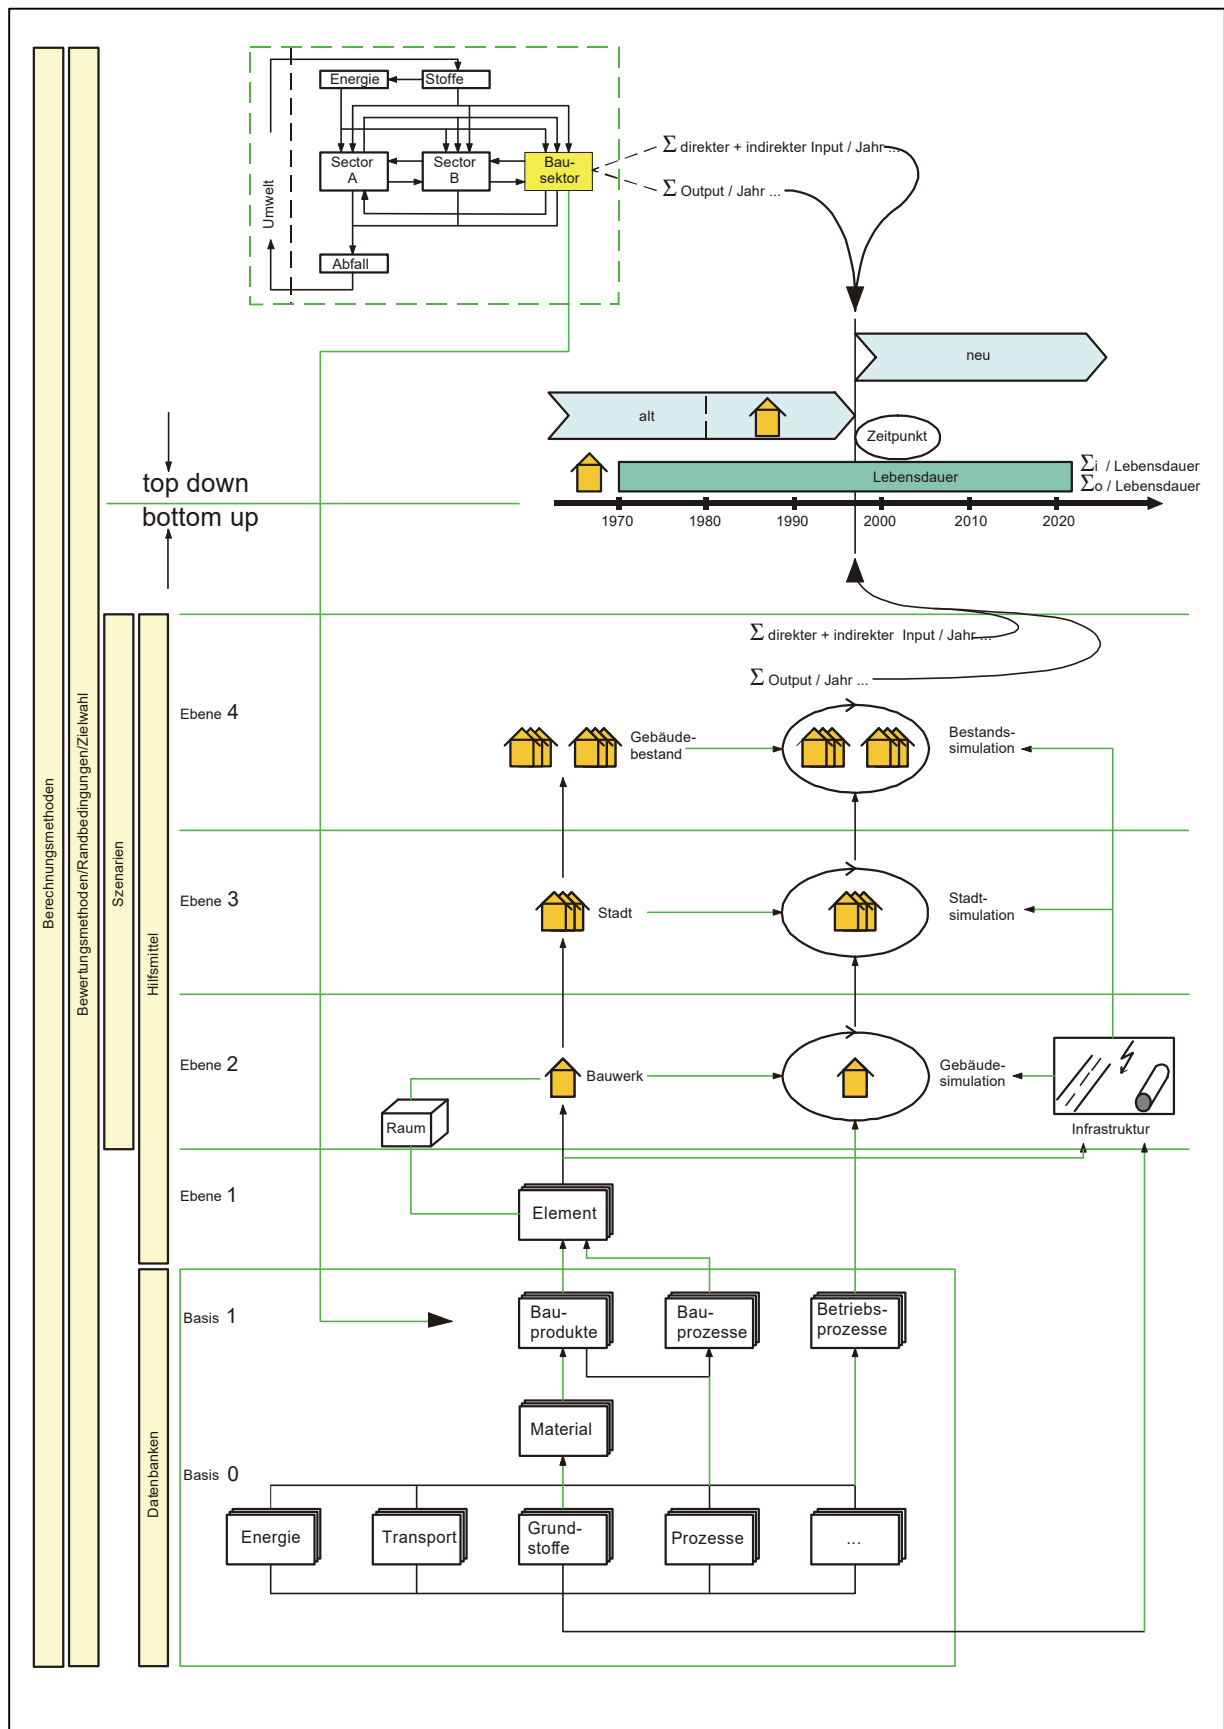 Energie
Stoffe
Umwelt
Sector
A
Sector
B
Bau-
sektor
Abfall
Σ direkter + indirekter Input / Jahr ...
Σ Output / Jahr ...
neu
alt
Zeitpunkt
Lebensdauer
Σi / Lebensdauer
Σo / Lebensdauer
1970 1980 1990 2000 2010 2020
top down
bottom up
Σ direkter + indirekter Input / Jahr ...
Σ Output / Jahr ...
Berechnungsmethoden
Bewertungsmethoden/Randbedingungen/Zielwahl
Szenarien
Hilfsmittel
Datenbanken
Ebene 4
Gebäude-
bestand
Bestands-
simulation
Ebene 3
Stadt
Stadt-
simulation
Ebene 2
Bauwerk
Gebäude-
simulation
Raum
Infrastruktur
Ebene 1
Element
Basis 1
Bau-
produkte
Bau-
prozesse
Betriebs-
prozesse
Material
Basis 0
Energie
Transport
Grund-
stoffe
Prozesse
...